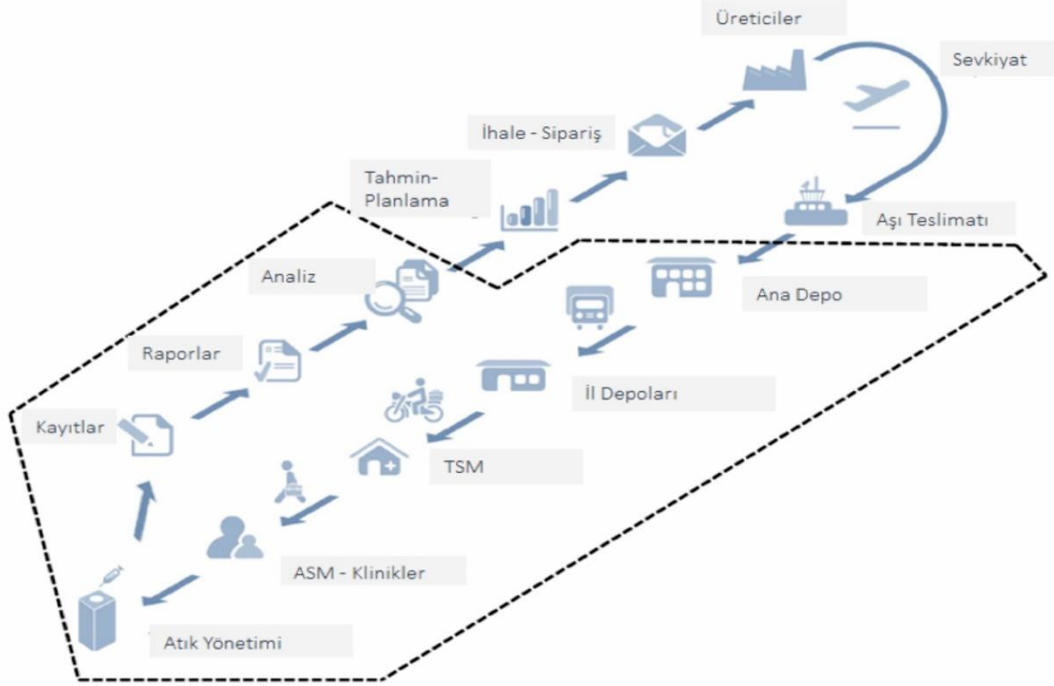 Üreticiler
Sevkiyat
İhale - Sipariş
Tahmin-
Planlama
Aşı Teslimatı
Analiz
Ana Depo
Raporlar
İl Depoları
Kayıtlar
TSM
ASM - Klinikler
Atık Yönetimi